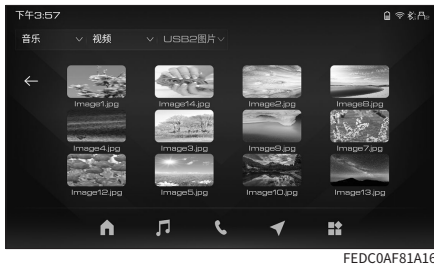 下午3:57
音乐 视频 USB2图片
Image1.jpg Image14.jpg Image2.jpg Image8.jpg
Image4.jpg Image3.jpg Image9.jpg Image7.jpg
Image12.jpg Image5.jpg Image10.jpg Image13.jpg
FEDC0AF81A16